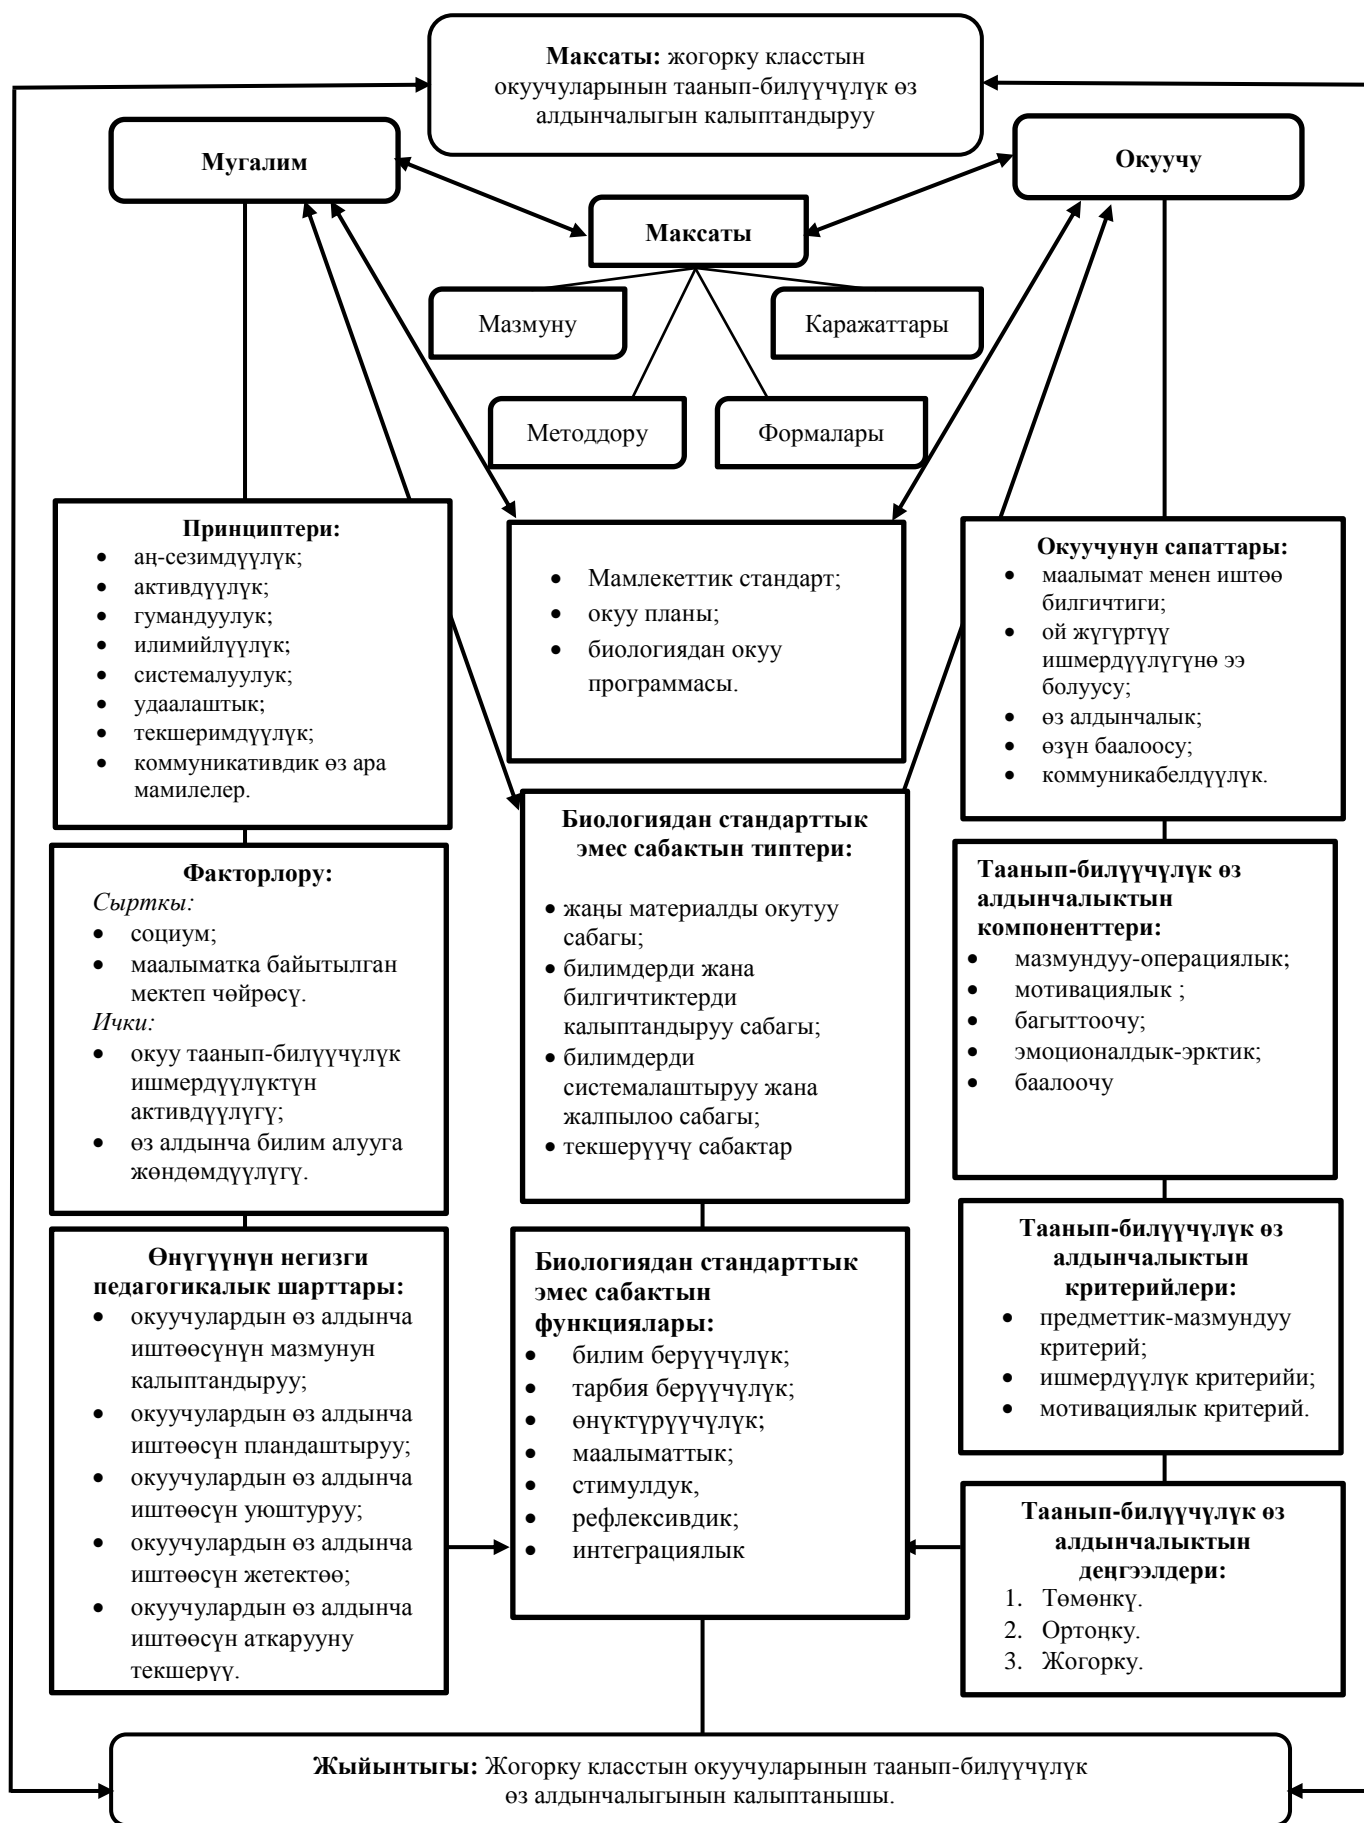 Максаты: жогорку класстын
окуучуларынын таанып-билүүчүлүк өз
алдынчалыгын калыптандыруу
Мугалим
Окуучу
Максаты
Мазмуну
Каражаттары
Методдору
Формалары
Принциптери:
• аң-сезимдүүлүк;
• активдүүлүк;
• гумандуулук;
• илимийлүүлүк;
• системалуулук;
• удаалаштык;
• текшеримдүүлүк;
• коммуникативдик өз ара
мамилелер.
• Мамлекеттик стандарт;
• окуу планы;
• биологиядан окуу
программасы.
Окуучунун сапаттары:
• маалымат менен иштөө
билгичтиги;
• ой жүгүртүү
ишмердүүлүгүнө ээ
болуусу;
• өз алдынчалык;
• өзүн баалоосу;
• коммуникабелдүүлүк.
Факторлору:
Сырткы:
• социум;
• маалыматка байытылган
мектеп чөйрөсү.
Ички:
• окуу таанып-билүүчүлүк
ишмердүүлүктүн
активдүүлүгү;
• өз алдынча билим алууга
жөндөмдүүлүгү.
Биологиядан стандарттык
эмес сабактын типтери:
• жаңы материалды окутуу
сабагы;
• билимдерди жана
билгичтиктерди
калыптандыруу сабагы;
• билимдерди
системалаштыруу жана
жалпылоо сабагы;
• текшерүүчү сабактар
Таанып-билүүчүлүк өз
алдынчалыктын
компоненттери:
• мазмундуу-операциялык;
• мотивациялык ;
• багыттоочу;
• эмоционалдык-эрктик;
• баалоочу
Өнүгүүнүн негизги
педагогикалык шарттары:
• окуучулардын өз алдынча
иштөөсүнүн мазмунун
калыптандыруу;
• окуучулардын өз алдынча
иштөөсүн пландаштыруу;
• окуучулардын өз алдынча
иштөөсүн уюштуруу;
• окуучулардын өз алдынча
иштөөсүн жетектөө;
• окуучулардын өз алдынча
иштөөсүн аткарууну
текшерүү.
Биологиядан стандарттык
эмес сабактын
функциялары:
• билим берүүчүлүк;
• тарбия берүүчүлүк;
• өнүктүрүүчүлүк;
• маалыматтык;
• стимулдук,
• рефлексивдик;
• интеграциялык
Таанып-билүүчүлүк өз
алдынчалыктын
критерийлери:
• предметтик-мазмундуу
критерий;
• ишмердүүлүк критерийи;
• мотивациялык критерий.
Таанып-билүүчүлүк өз
алдынчалыктын
деңгээлдери:
1. Төмөнкү.
2. Ортоңку.
3. Жогорку.
Жыйынтыгы: Жогорку класстын окуучуларынын таанып-билүүчүлүк
өз алдынчалыгынын калыптанышы.